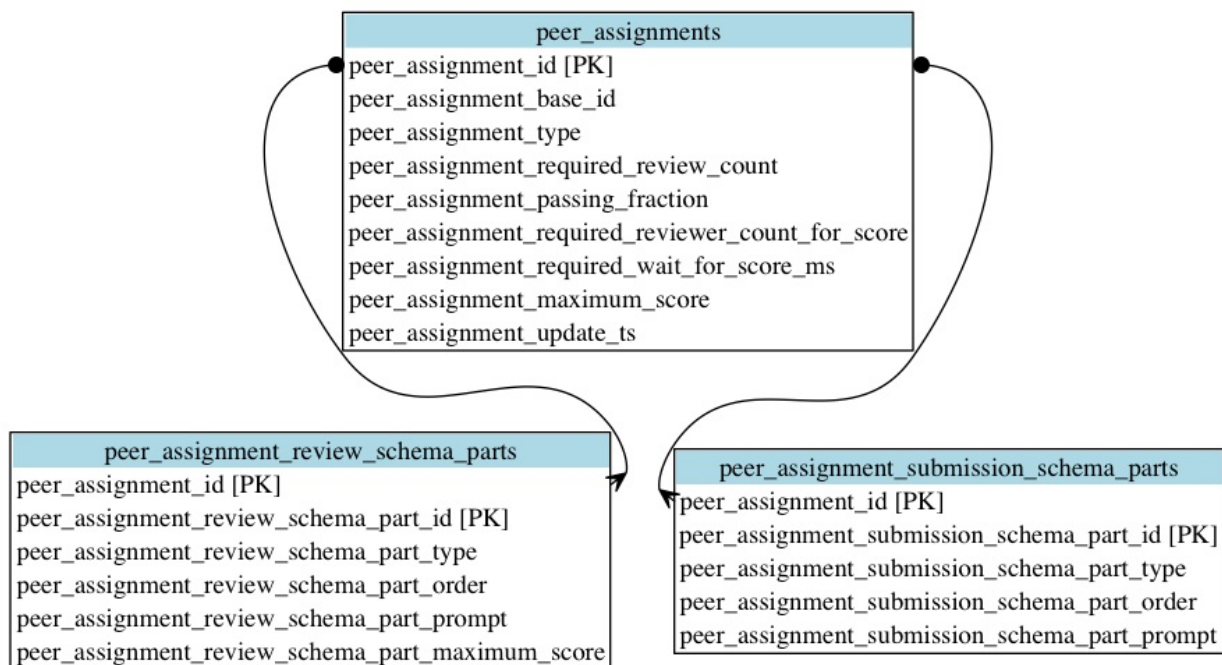 peer_assignments
peer_assignment_id [PK]
peer_assignment_base_id
peer_assignment_type
peer_assignment_required_review_count
peer_assignment_passing_fraction
peer_assignment_required_reviewer_count_for_score
peer_assignment_required_wait_for_score_ms
peer_assignment_maximum_score
peer_assignment_update_ts
peer_assignment_review_schema_parts
peer_assignment_id [PK]
peer_assignment_review_schema_part_id [PK]
peer_assignment_review_schema_part_type
peer_assignment_review_schema_part_order
peer_assignment_review_schema_part_prompt
peer_assignment_review_schema_part_maximum_score
peer_assignment_submission_schema_parts
peer_assignment_id [PK]
peer_assignment_submission_schema_part_id [PK]
peer_assignment_submission_schema_part_type
peer_assignment_submission_schema_part_order
peer_assignment_submission_schema_part_prompt